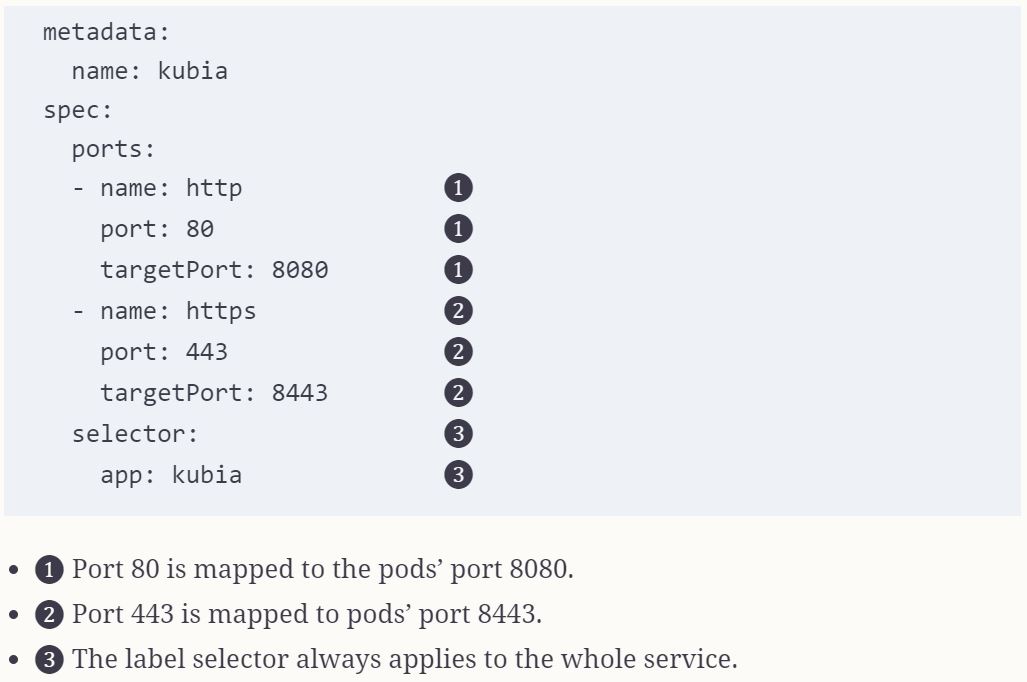 metadata:
  name: kubia
spec:
  ports:
  - name: http ❶
    port: 80 ❶
    targetPort: 8080 ❶
  - name: https ❷
    port: 443 ❷
    targetPort: 8443 ❷
  selector: ❸
    app: kubia ❸
• ❶ Port 80 is mapped to the pods’ port 8080.
• ❷ Port 443 is mapped to pods’ port 8443.
• ❸ The label selector always applies to the whole service.